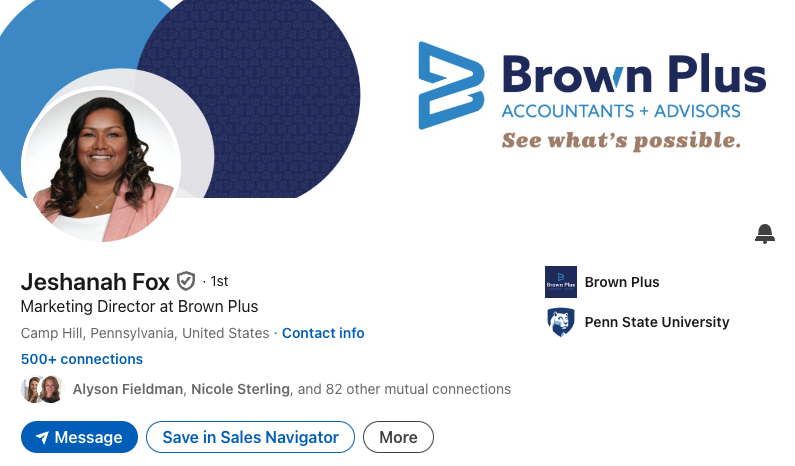 Brown Plus
ACCOUNTANTS + ADVISORS
See what's possible.
Jeshanah Fox · 1st
Marketing Director at Brown Plus
Camp Hill, Pennsylvania, United States · Contact info
500+ connections
Alyson Fieldman, Nicole Sterling, and 82 other mutual connections
Message
Save in Sales Navigator
More
Brown Plus
Brown Plus
Penn State University